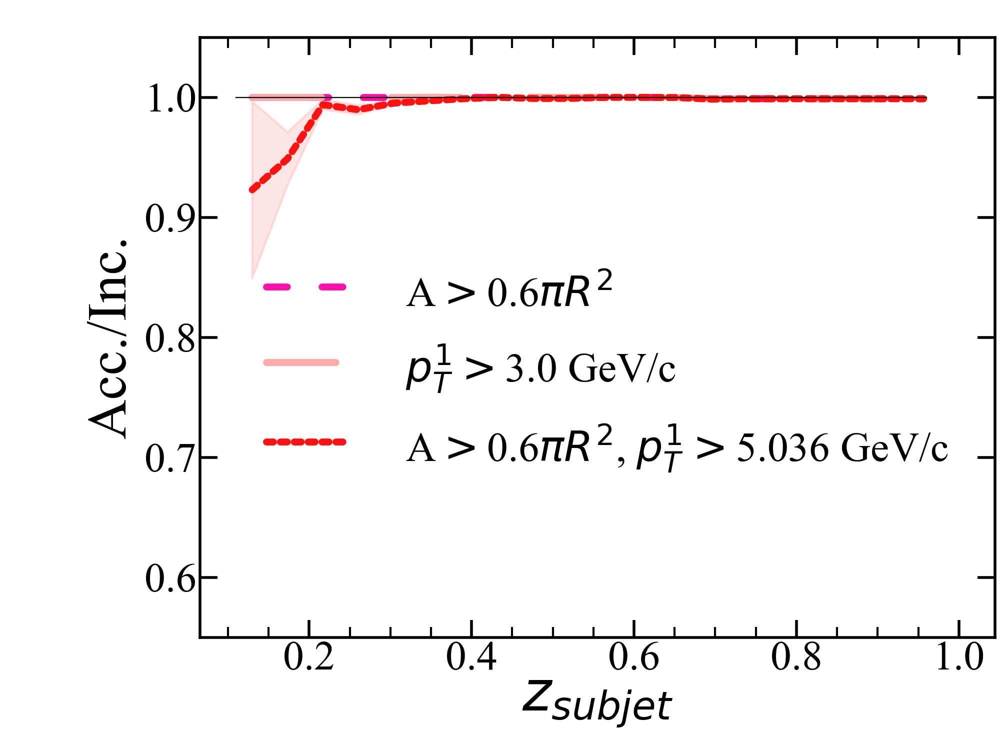 1.0
0.9
0.8
0.7
0.6
Acc./Inc.
A > 0.6πR²
p_T^1 > 3.0 GeV/c
A > 0.6πR², p_T^1 > 5.036 GeV/c
0.2 0.4 0.6 0.8 1.0
z_subjet